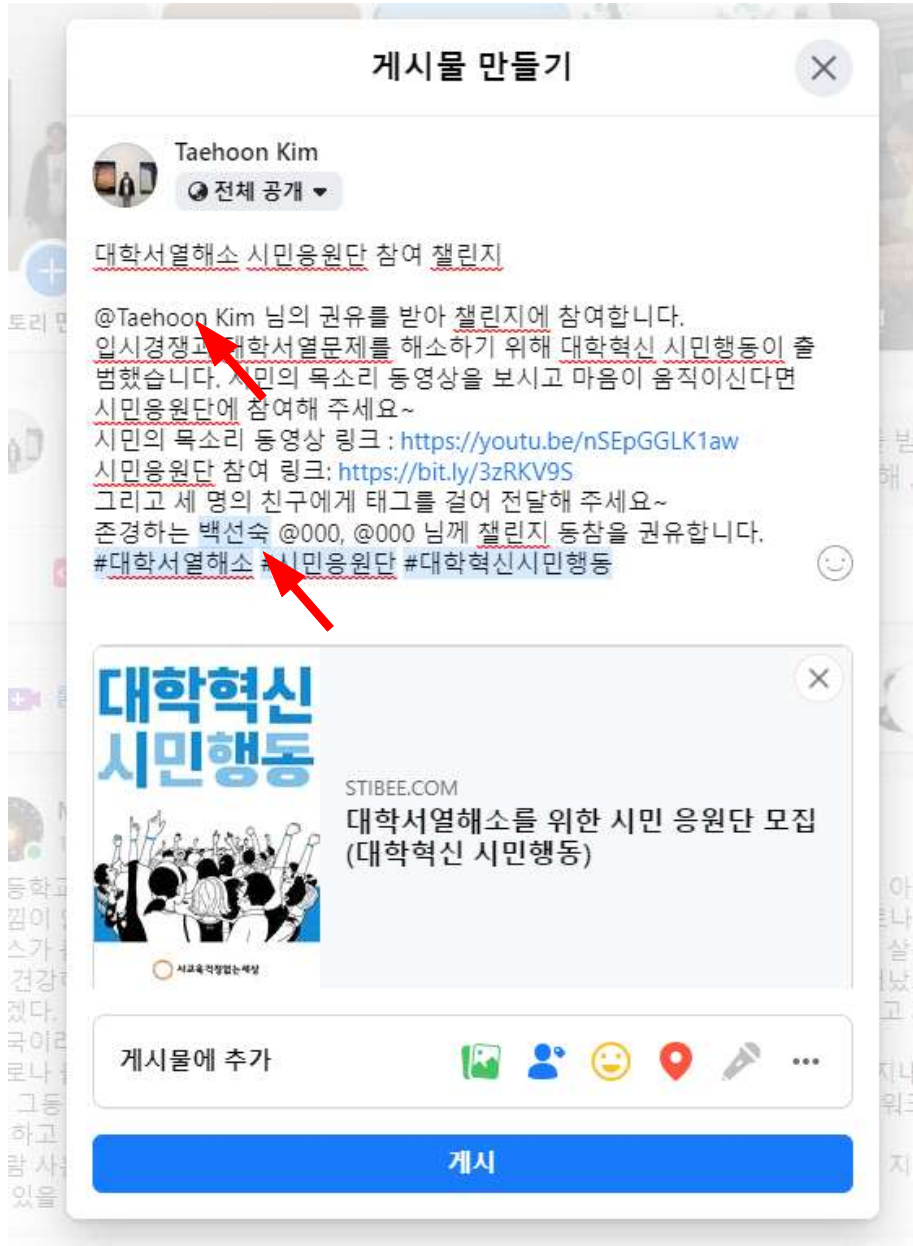 게시물 만들기
Taehoon Kim
전체 공개
대학서열해소 시민응원단 참여 챌린지
@Taehoon Kim 님의 권유를 받아 챌린지에 참여합니다.
입시경쟁과 대학서열문제를 해소하기 위해 대학혁신 시민행동이 출
범했습니다. 시민의 목소리 동영상을 보시고 마음이 움직이신다면
시민응원단에 참여해 주세요~
시민의 목소리 동영상 링크 : https://youtu.be/nSEpGGLK1aw
시민응원단 참여 링크: https://bit.ly/3zRKV9S
그리고 세 명의 친구에게 태그를 걸어 전달해 주세요~
존경하는 백선숙 @000, @000 님께 챌린지 동참을 권유합니다.
#대학서열해소 #시민응원단 #대학혁신시민행동
대학혁신
시민행동
사교육걱정없는세상
STIBEE.COM
대학서열해소를 위한 시민 응원단 모집
(대학혁신 시민행동)
게시물에 추가
게시